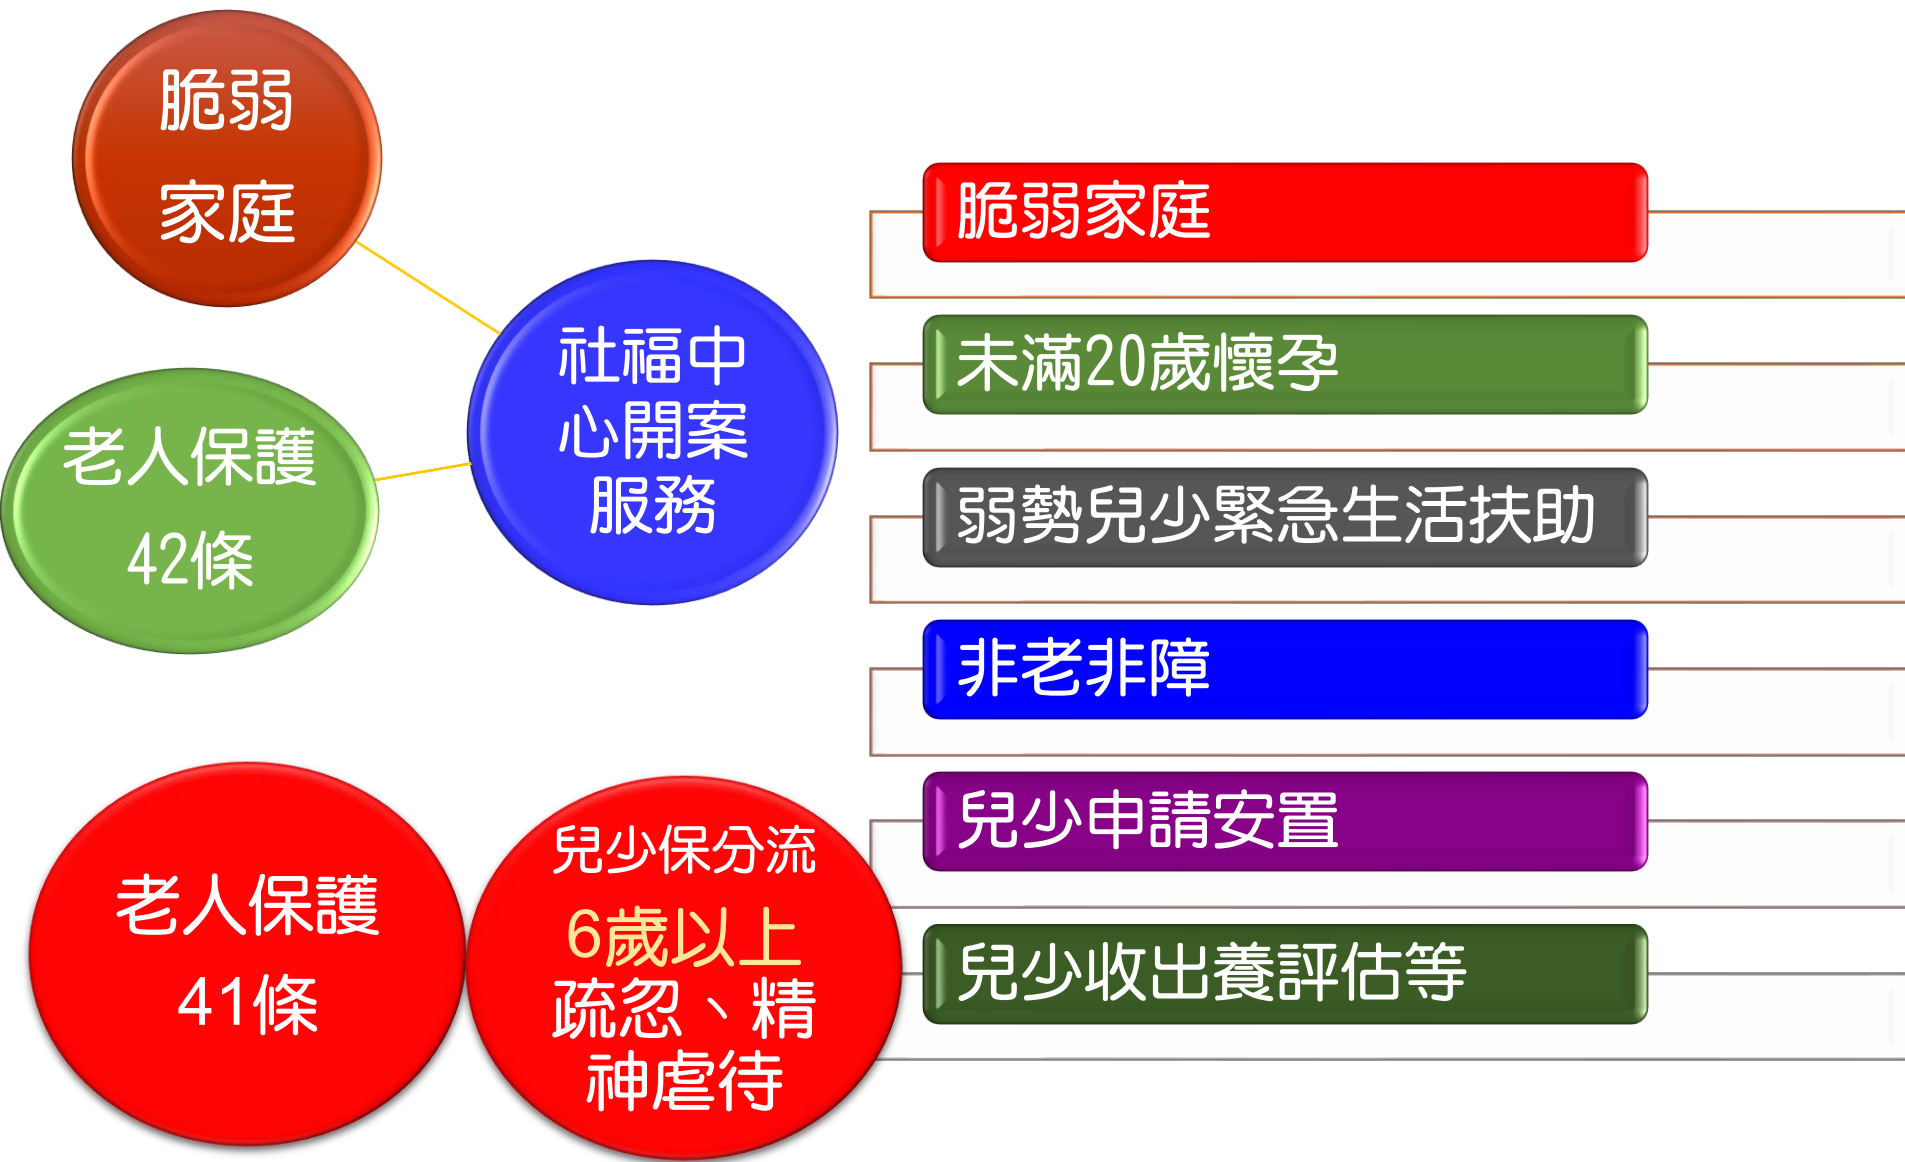 脆弱
家庭
老人保護
42條
社福中
心開案
服務
老人保護
41條
兒少保分流
6歲以上
疏忽、精
神虐待
脆弱家庭
未滿20歲懷孕
弱勢兒少緊急生活扶助
非老非障
兒少申請安置
兒少收出養評估等